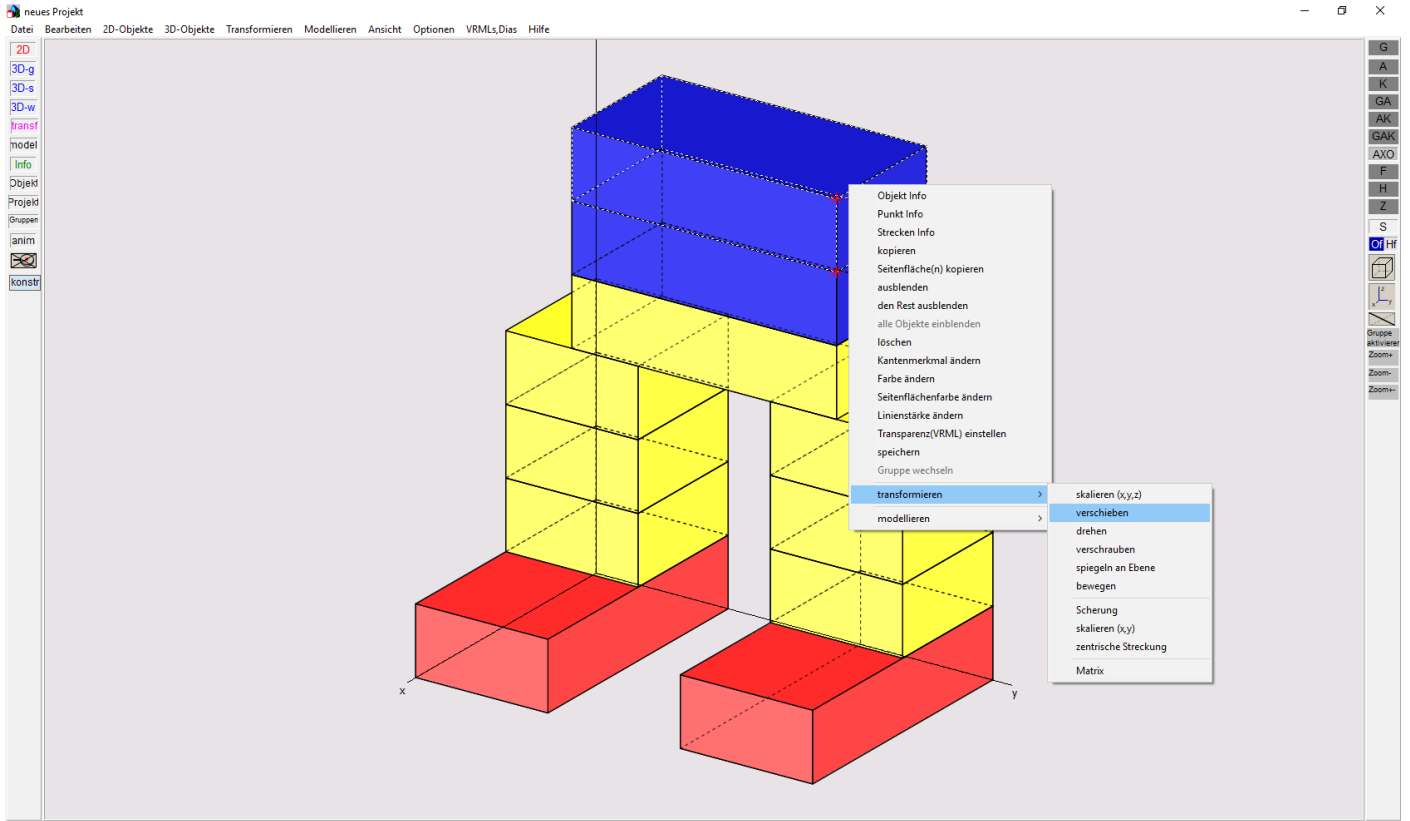 neues Projekt
Datei Bearbeiten 2D-Objekte 3D-Objekte Transformieren Modellieren Ansicht Optionen VRMLs,Dias Hilfe
2D
3D-g
3D-s
3D-w
transf
model
Info
Objekt
Projekt
Gruppen
anim
konstr
x
y
Objekt Info
Punkt Info
Strecken Info
kopieren
Seitenfläche(n) kopieren
ausblenden
den Rest ausblenden
alle Objekte einblenden
löschen
Kantenmerkmal ändern
Farbe ändern
Seitenflächenfarbe ändern
Linienstärke ändern
Transparenz(VRML) einstellen
speichern
Gruppe wechseln
transformieren >
modellieren >
skalieren (x,y,z)
verschieben
drehen
verschrauben
spiegeln an Ebene
bewegen
Scherung
skalieren (x,y)
zentrische Streckung
Matrix
G
A
K
GA
AK
GAK
AXO
F
H
Z
S
Of Hf
z
x y
Gruppe
aktivieren
Zoom+
Zoom-
Zoom+-